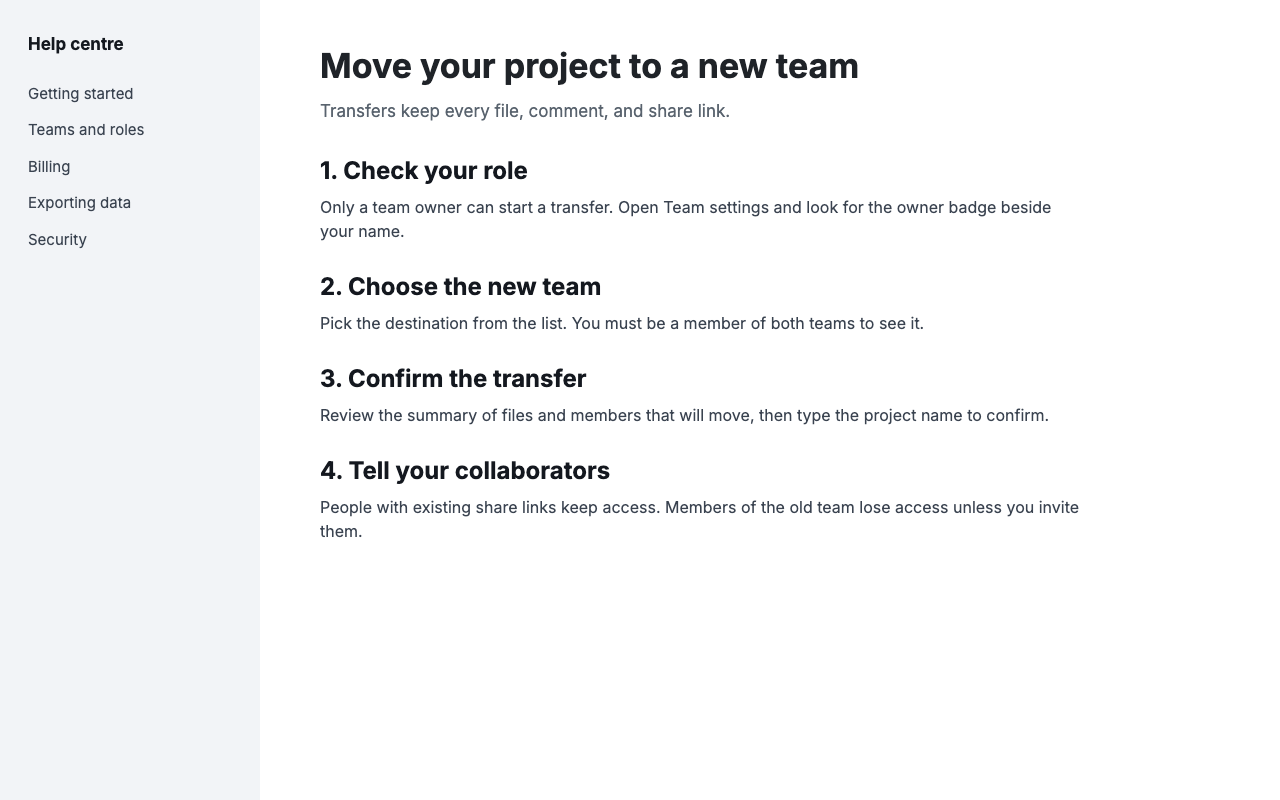 Help centre
Getting started
Teams and roles
Billing
Exporting data
Security
Move your project to a new team
Transfers keep every file, comment, and share link.
1. Check your role
Only a team owner can start a transfer. Open Team settings and look for the owner badge beside
your name.
2. Choose the new team
Pick the destination from the list. You must be a member of both teams to see it.
3. Confirm the transfer
Review the summary of files and members that will move, then type the project name to confirm.
4. Tell your collaborators
People with existing share links keep access. Members of the old team lose access unless you invite
them.